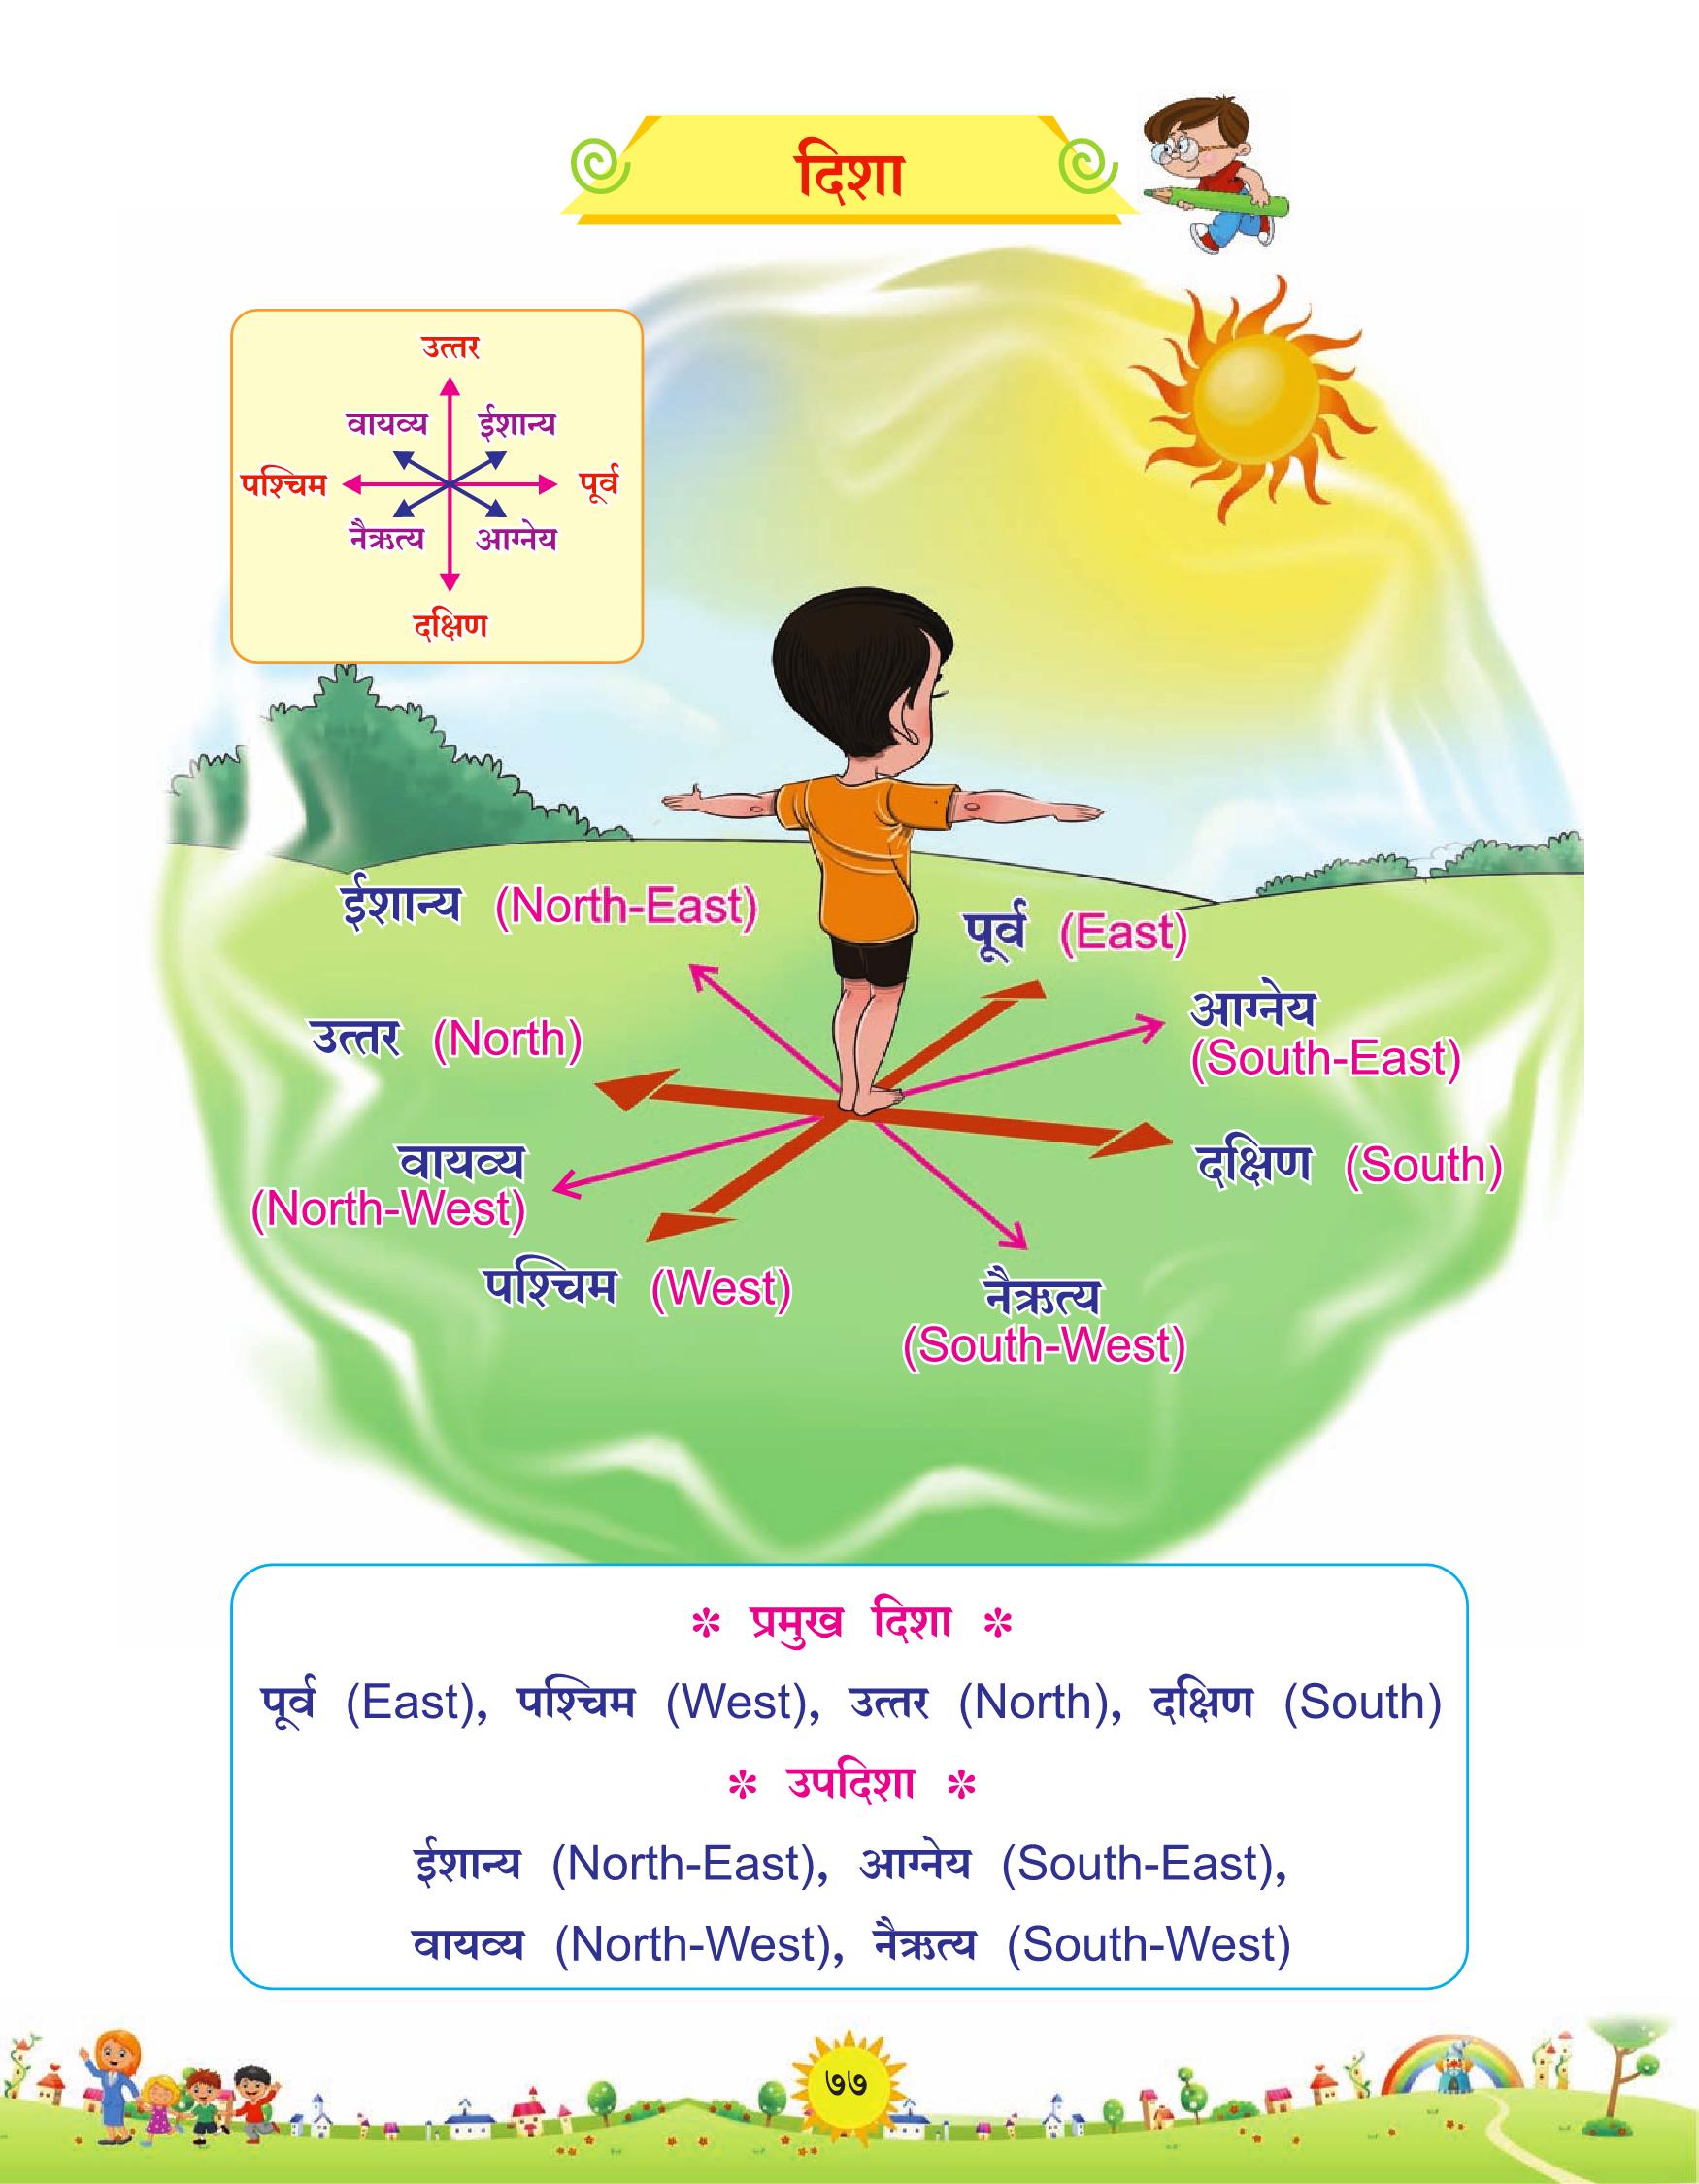 दिशा
उत्तर
वायव्य ईशान्य
पश्चिम पूर्व
नैऋत्य आग्नेय
दक्षिण
ईशान्य (North-East)
पूर्व (East)
आग्नेय
(South-East)
उत्तर (North)
वायव्य
(North-West)
दक्षिण (South)
पश्चिम (West)
नैऋत्य
(South-West)
* प्रमुख दिशा *
पूर्व (East), पश्चिम (West), उत्तर (North), दक्षिण (South)
* उपदिशा *
ईशान्य (North-East), आग्नेय (South-East),
वायव्य (North-West), नैऋत्य (South-West)
७७